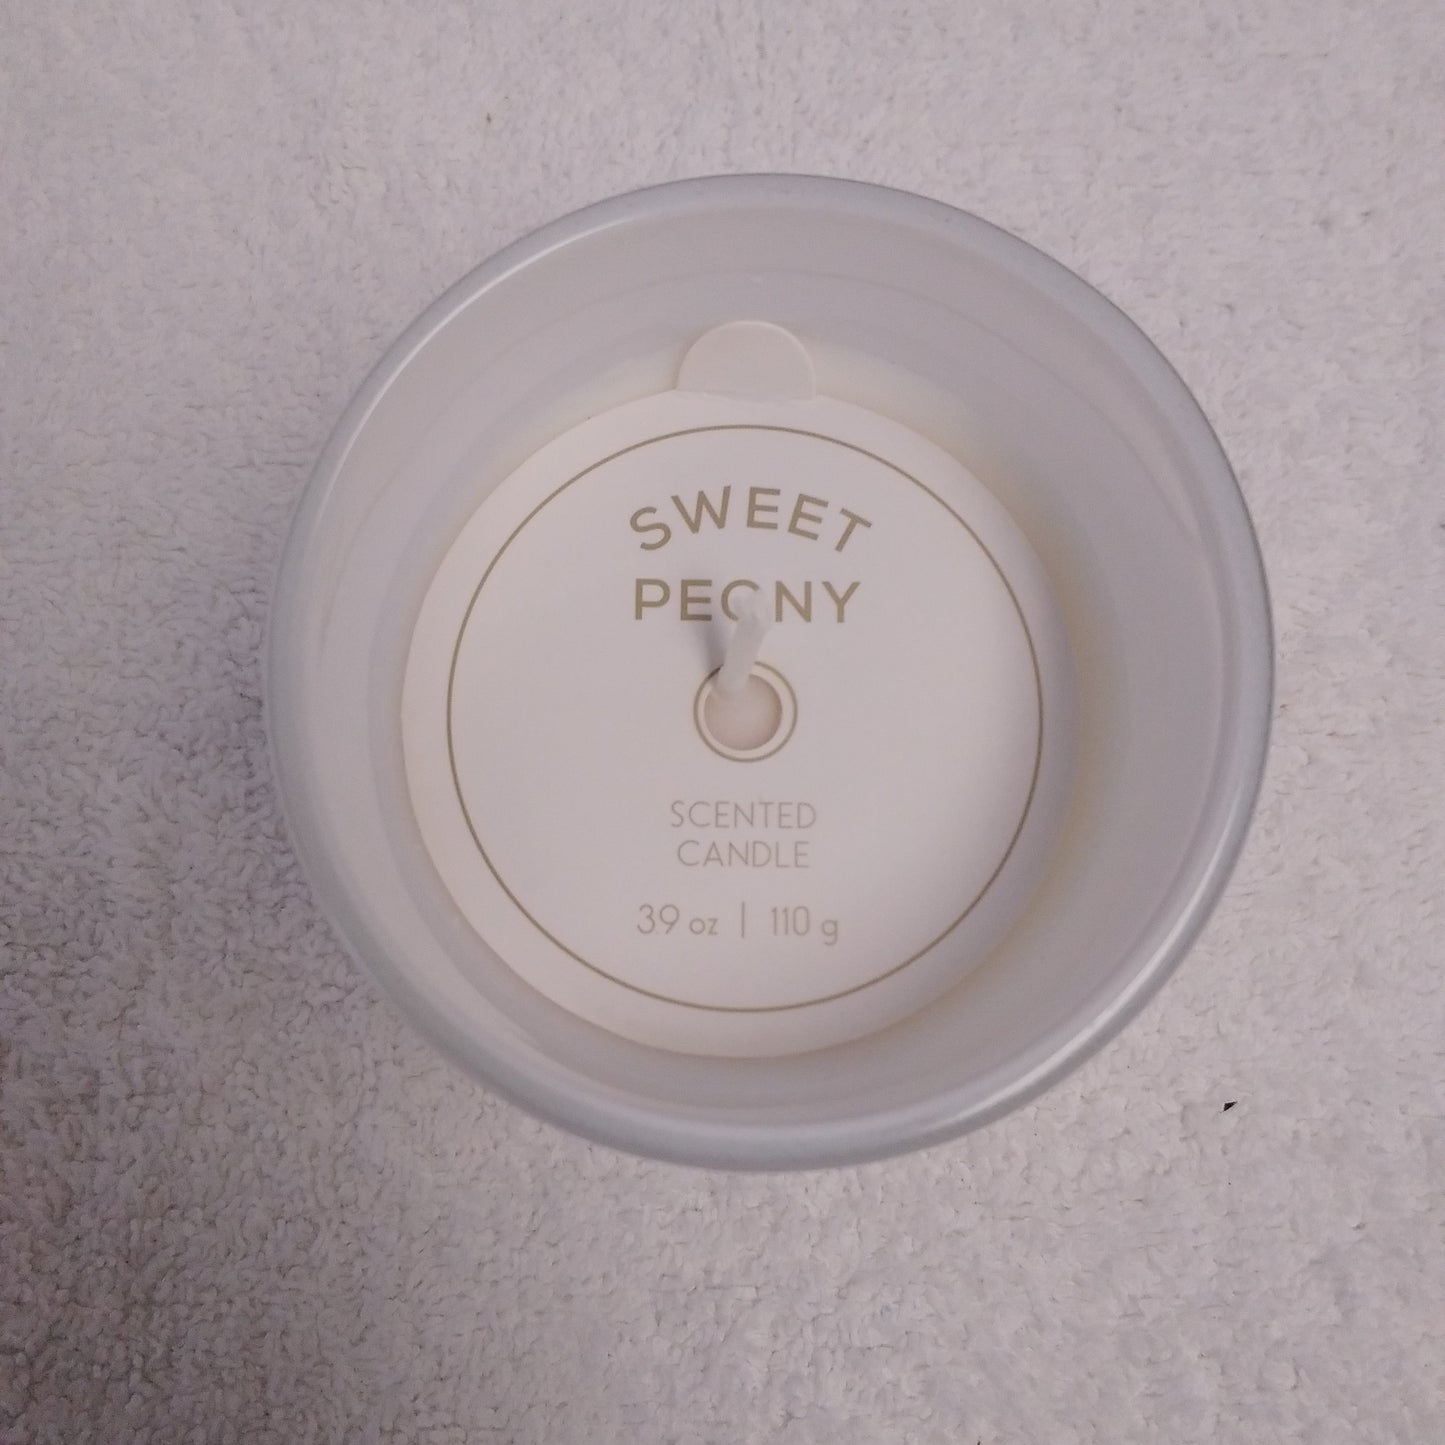 SWEET
PEONY
SCENTED
CANDLE
3.9 oz | 110 g